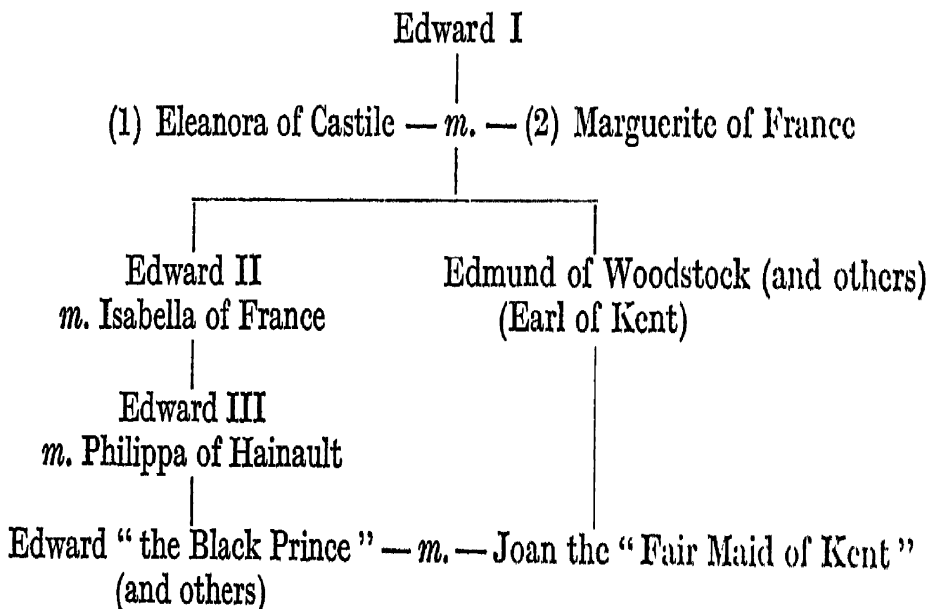 Edward I
(1) Eleanora of Castile — m. — (2) Marguerite of France
Edward II
m. Isabella of France
Edmund of Woodstock (and others)
(Earl of Kent)
Edward III
m. Philippa of Hainault
Edward "the Black Prince" — m. — Joan the "Fair Maid of Kent"
(and others)